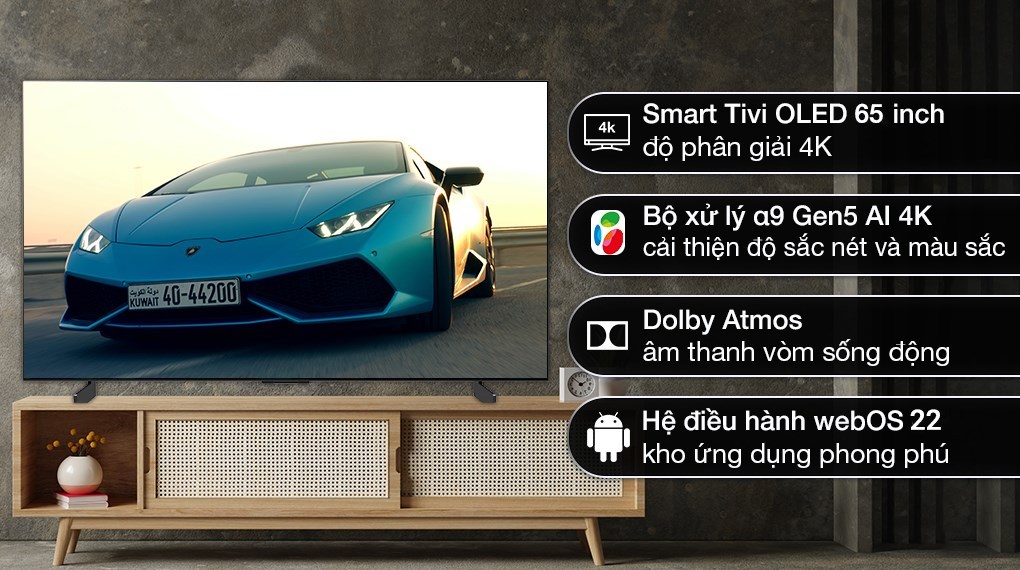 دولة الكويت
KUWAIT 40-44200
4k
Smart Tivi OLED 65 inch
độ phân giải 4K
Bộ xử lý α9 Gen5 AI 4K
cải thiện độ sắc nét và màu sắc
Dolby Atmos
âm thanh vòm sống động
Hệ điều hành webOS 22
kho ứng dụng phong phú